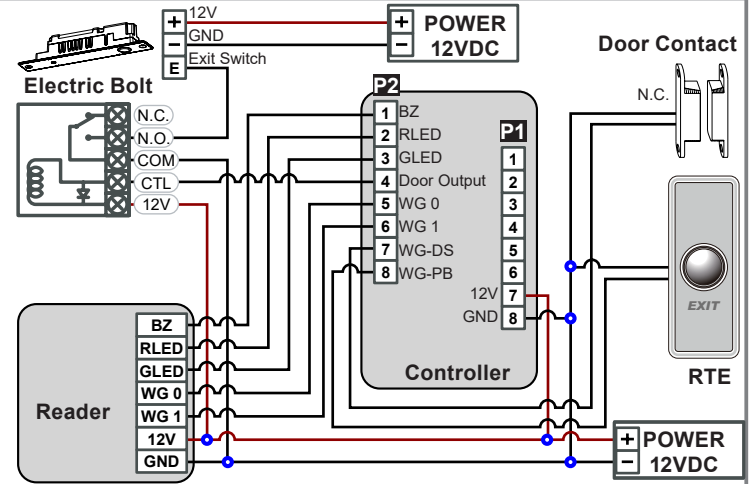 + 12V
− GND
E Exit Switch
+ POWER
− 12VDC
Door Contact
N.C.
Electric Bolt
N.C.
N.O.
COM
CTL
12V
P2
1 BZ
2 RLED
3 GLED
4 Door Output
5 WG 0
6 WG 1
7 WG-DS
8 WG-PB
P1
1
2
3
4
5
6
12V 7
GND 8
Controller
EXIT
RTE
Reader
BZ
RLED
GLED
WG 0
WG 1
12V
GND
+ POWER
− 12VDC